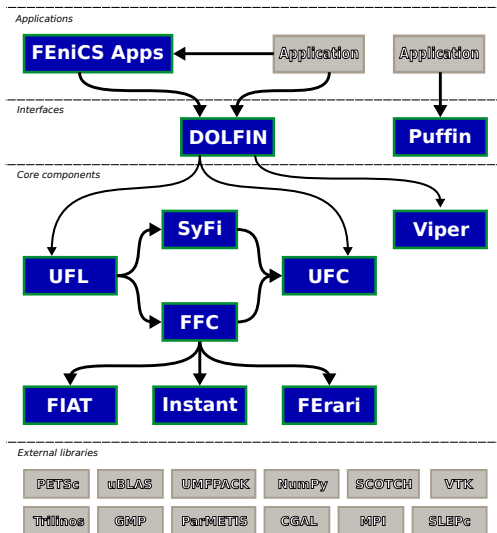 Applications
FEniCS Apps Application Application
Interfaces
DOLFIN Puffin
Core components
SyFi Viper
UFL UFC
FFC
FIAT Instant FErari
External libraries
PETSc uBLAS UMFPACK NumPy SCOTCH VTK
Trilinos GMP ParMETIS CGAL MPI SLEPc